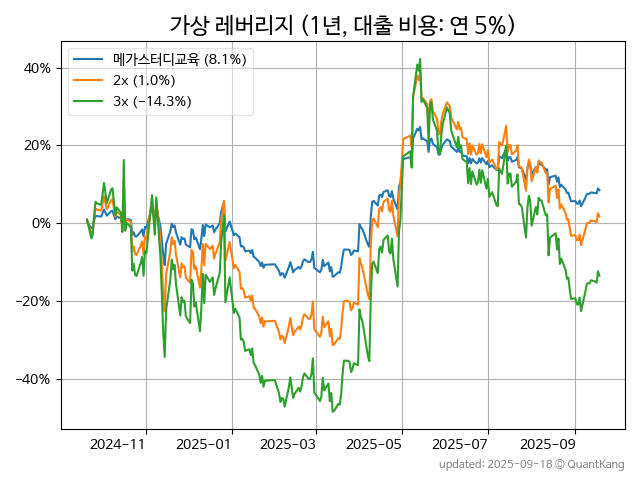 가상 레버리지 (1년, 대출 비용: 연 5%)
메가스터디교육 (8.1%)
2x (1.0%)
3x (−14.3%)
40%
20%
0%
−20%
−40%
2024-11 2025-01 2025-03 2025-05 2025-07 2025-09
updated: 2025-09-18 © QuantKang